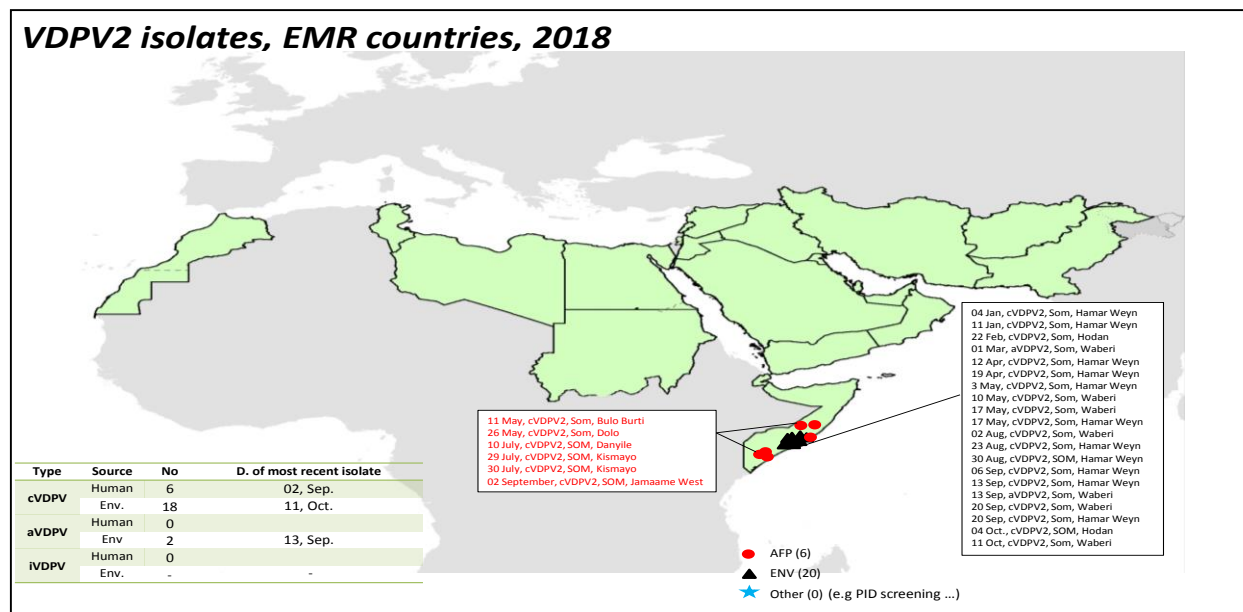 VDPV2 isolates, EMR countries, 2018
04 Jan, cVDPV2, Som, Hamar Weyn
11 Jan, cVDPV2, Som, Hamar Weyn
22 Feb, cVDPV2, Som, Hodan
01 Mar, aVDPV2, Som, Waberi
12 Apr, cVDPV2, Som, Hamar Weyn
19 Apr, cVDPV2, Som, Hamar Weyn
3 May, cVDPV2, Som, Hamar Weyn
10 May, cVDPV2, Som, Waberi
17 May, cVDPV2, Som, Waberi
17 May, cVDPV2, Som, Hamar Weyn
02 Aug, cVDPV2, Som, Waberi
23 Aug, cVDPV2, Som, Hamar Weyn
30 Aug, cVDPV2, SOM, Hamar Weyn
06 Sep, cVDPV2, Som, Hamar Weyn
13 Sep, cVDPV2, Som, Hamar Weyn
13 Sep, aVDPV2, Som, Waberi
20 Sep, cVDPV2, Som, Waberi
20 Sep, cVDPV2, Som, Hamar Weyn
04 Oct., cVDPV2, SOM, Hodan
11 Oct, cVDPV2, Som, Waberi
11 May, cVDPV2, Som, Bulo Burti
26 May, cVDPV2, Som, Dolo
10 July, cVDPV2, SOM, Danyile
29 July, cVDPV2, SOM, Kismayo
30 July, cVDPV2, SOM, Kismayo
02 September, cVDPV2, SOM, Jamaame West
Type Source No D. of most recent isolate
cVDPV Human 6 02, Sep.
Env. 18 11, Oct.
aVDPV Human 0
Env 2 13, Sep.
iVDPV Human 0
Env. - -
AFP (6)
ENV (20)
Other (0) (e.g PID screening ...)